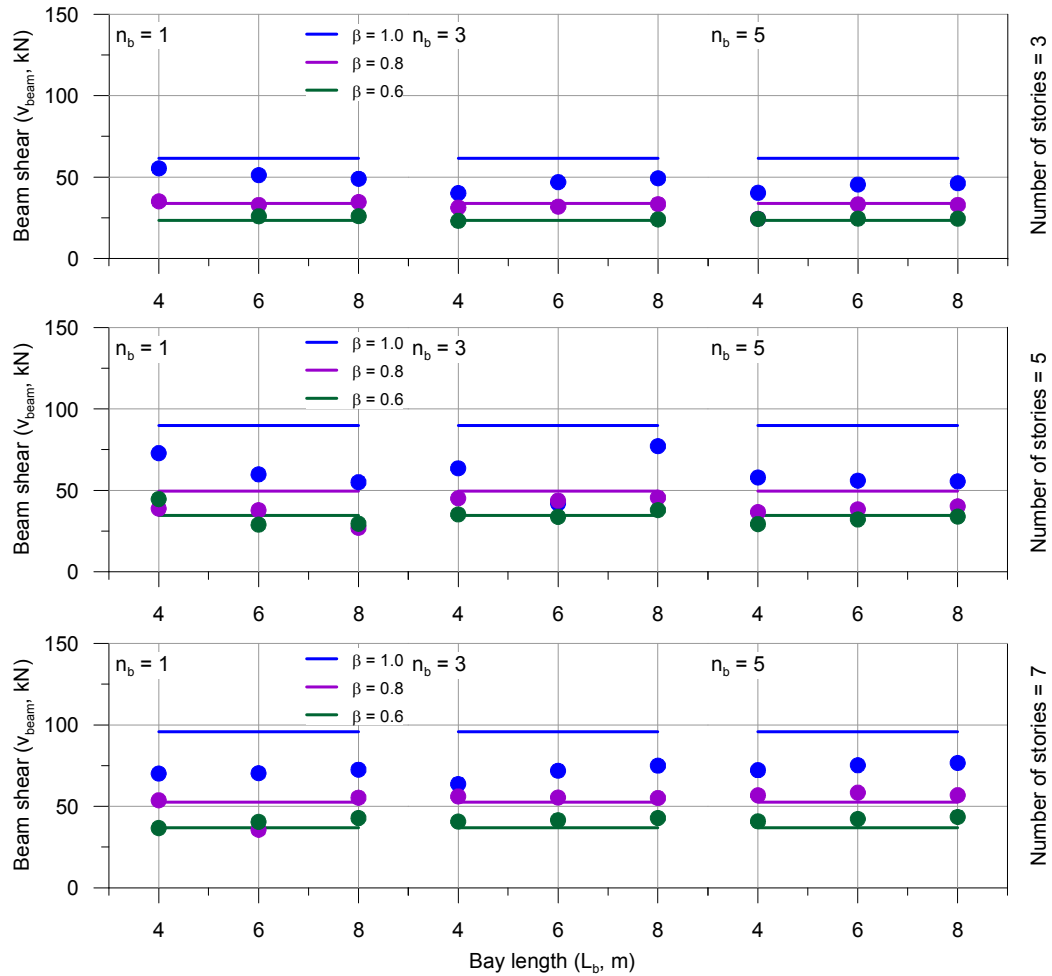 150
n_b = 1
β = 1.0
n_b = 3
n_b = 5
β = 0.8
β = 0.6
100
50
0
Beam shear (v_beam, kN)
Number of stories = 3
4 6 8 4 6 8 4 6 8
150
n_b = 1
β = 1.0
n_b = 3
n_b = 5
β = 0.8
β = 0.6
100
50
0
Beam shear (v_beam, kN)
Number of stories = 5
4 6 8 4 6 8 4 6 8
150
n_b = 1
β = 1.0
n_b = 3
n_b = 5
β = 0.8
β = 0.6
100
50
0
Beam shear (v_beam, kN)
Number of stories = 7
4 6 8 4 6 8 4 6 8
Bay length (L_b, m)